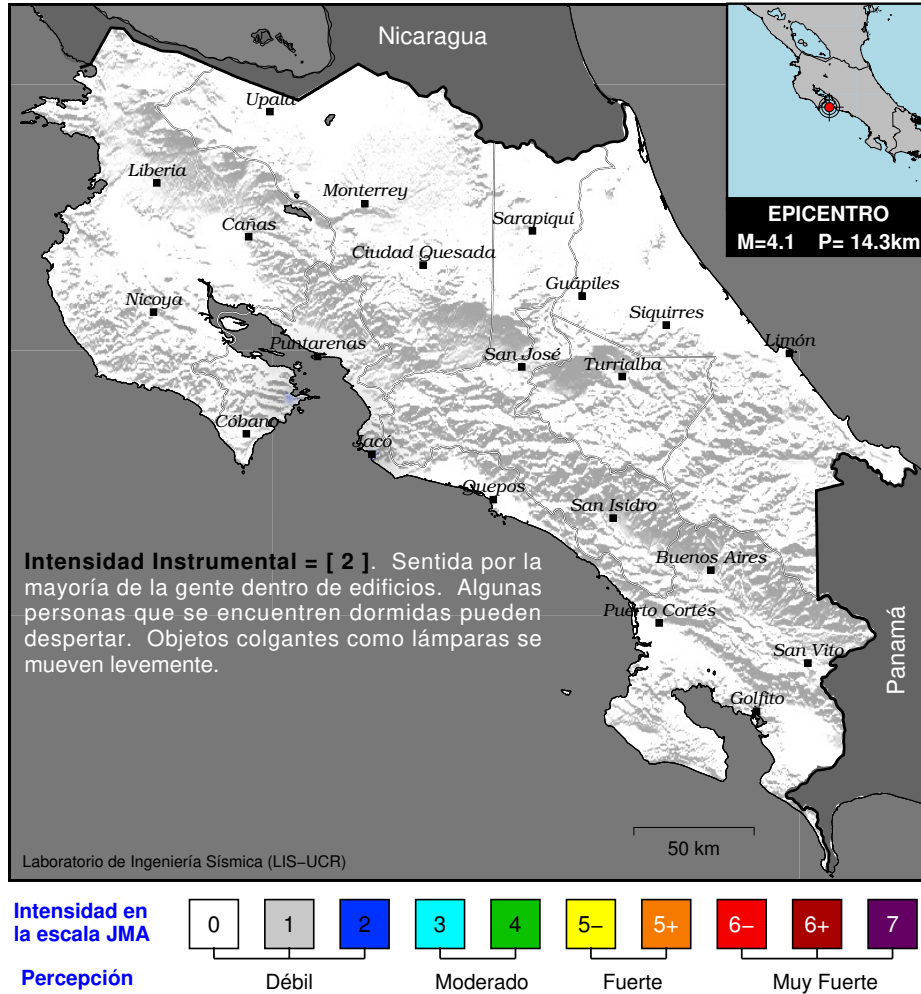 Nicaragua
Upala
Liberia
Monterrey
Cañas
Sarapiquí
Ciudad Quesada
Guápiles
Nicoya
Siquirres
Puntarenas
San José
Limón
Turrialba
Cóbano
Jacó
Quepos
San Isidro
Buenos Aires
Puerto Cortés
San Vito
Golfito
Panamá
EPICENTRO
M=4.1 P= 14.3km
Intensidad Instrumental = [ 2 ]. Sentida por la
mayoría de la gente dentro de edificios. Algunas
personas que se encuentren dormidas pueden
despertar. Objetos colgantes como lámparas se
mueven levemente.
50 km
Laboratorio de Ingeniería Sísmica (LIS−UCR)
Intensidad en
la escala JMA
0 1 2 3 4 5− 5+ 6− 6+ 7
Percepción
Débil Moderado Fuerte Muy Fuerte